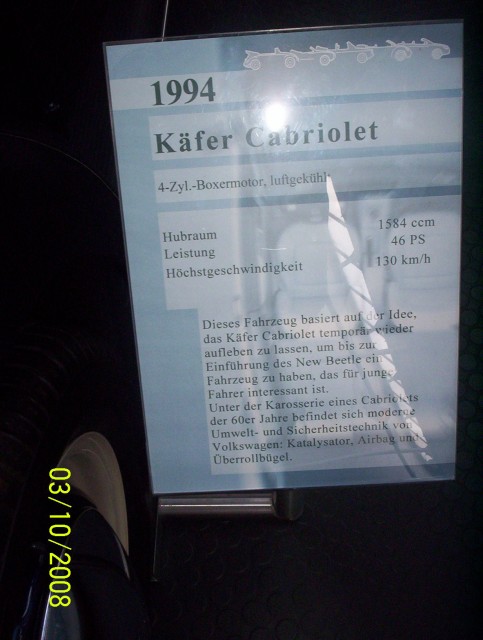 1994
Käfer Cabriolet
4-Zyl.-Boxermotor, luftgekühlt
Hubraum 1584 ccm
Leistung 46 PS
Höchstgeschwindigkeit 130 km/h
Dieses Fahrzeug basiert auf der Idee,
das Käfer Cabriolet temporär wieder
aufleben zu lassen, um bis zur
Einführung des New Beetle ein
Fahrzeug zu haben, das für junge
Fahrer interessant ist.
Unter der Karosserie eines Cabriolets
der 60er Jahre befindet sich moderne
Umwelt- und Sicherheitstechnik von
Volkswagen: Katalysator, Airbag und
Überrollbügel.
03/10/2008